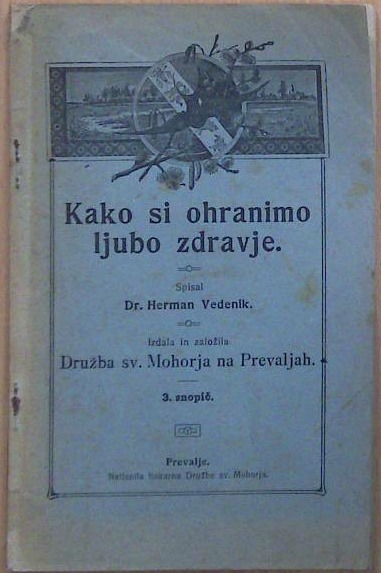 Kako si ohranimo
ljubo zdravje.
Spisal
Dr. Herman Vedenik.
Izdala in založila
Družba sv. Mohorja na Prevaljah.
3. snopič.
Prevalje.
Natisnila tiskarna Družbe sv. Mohorja.